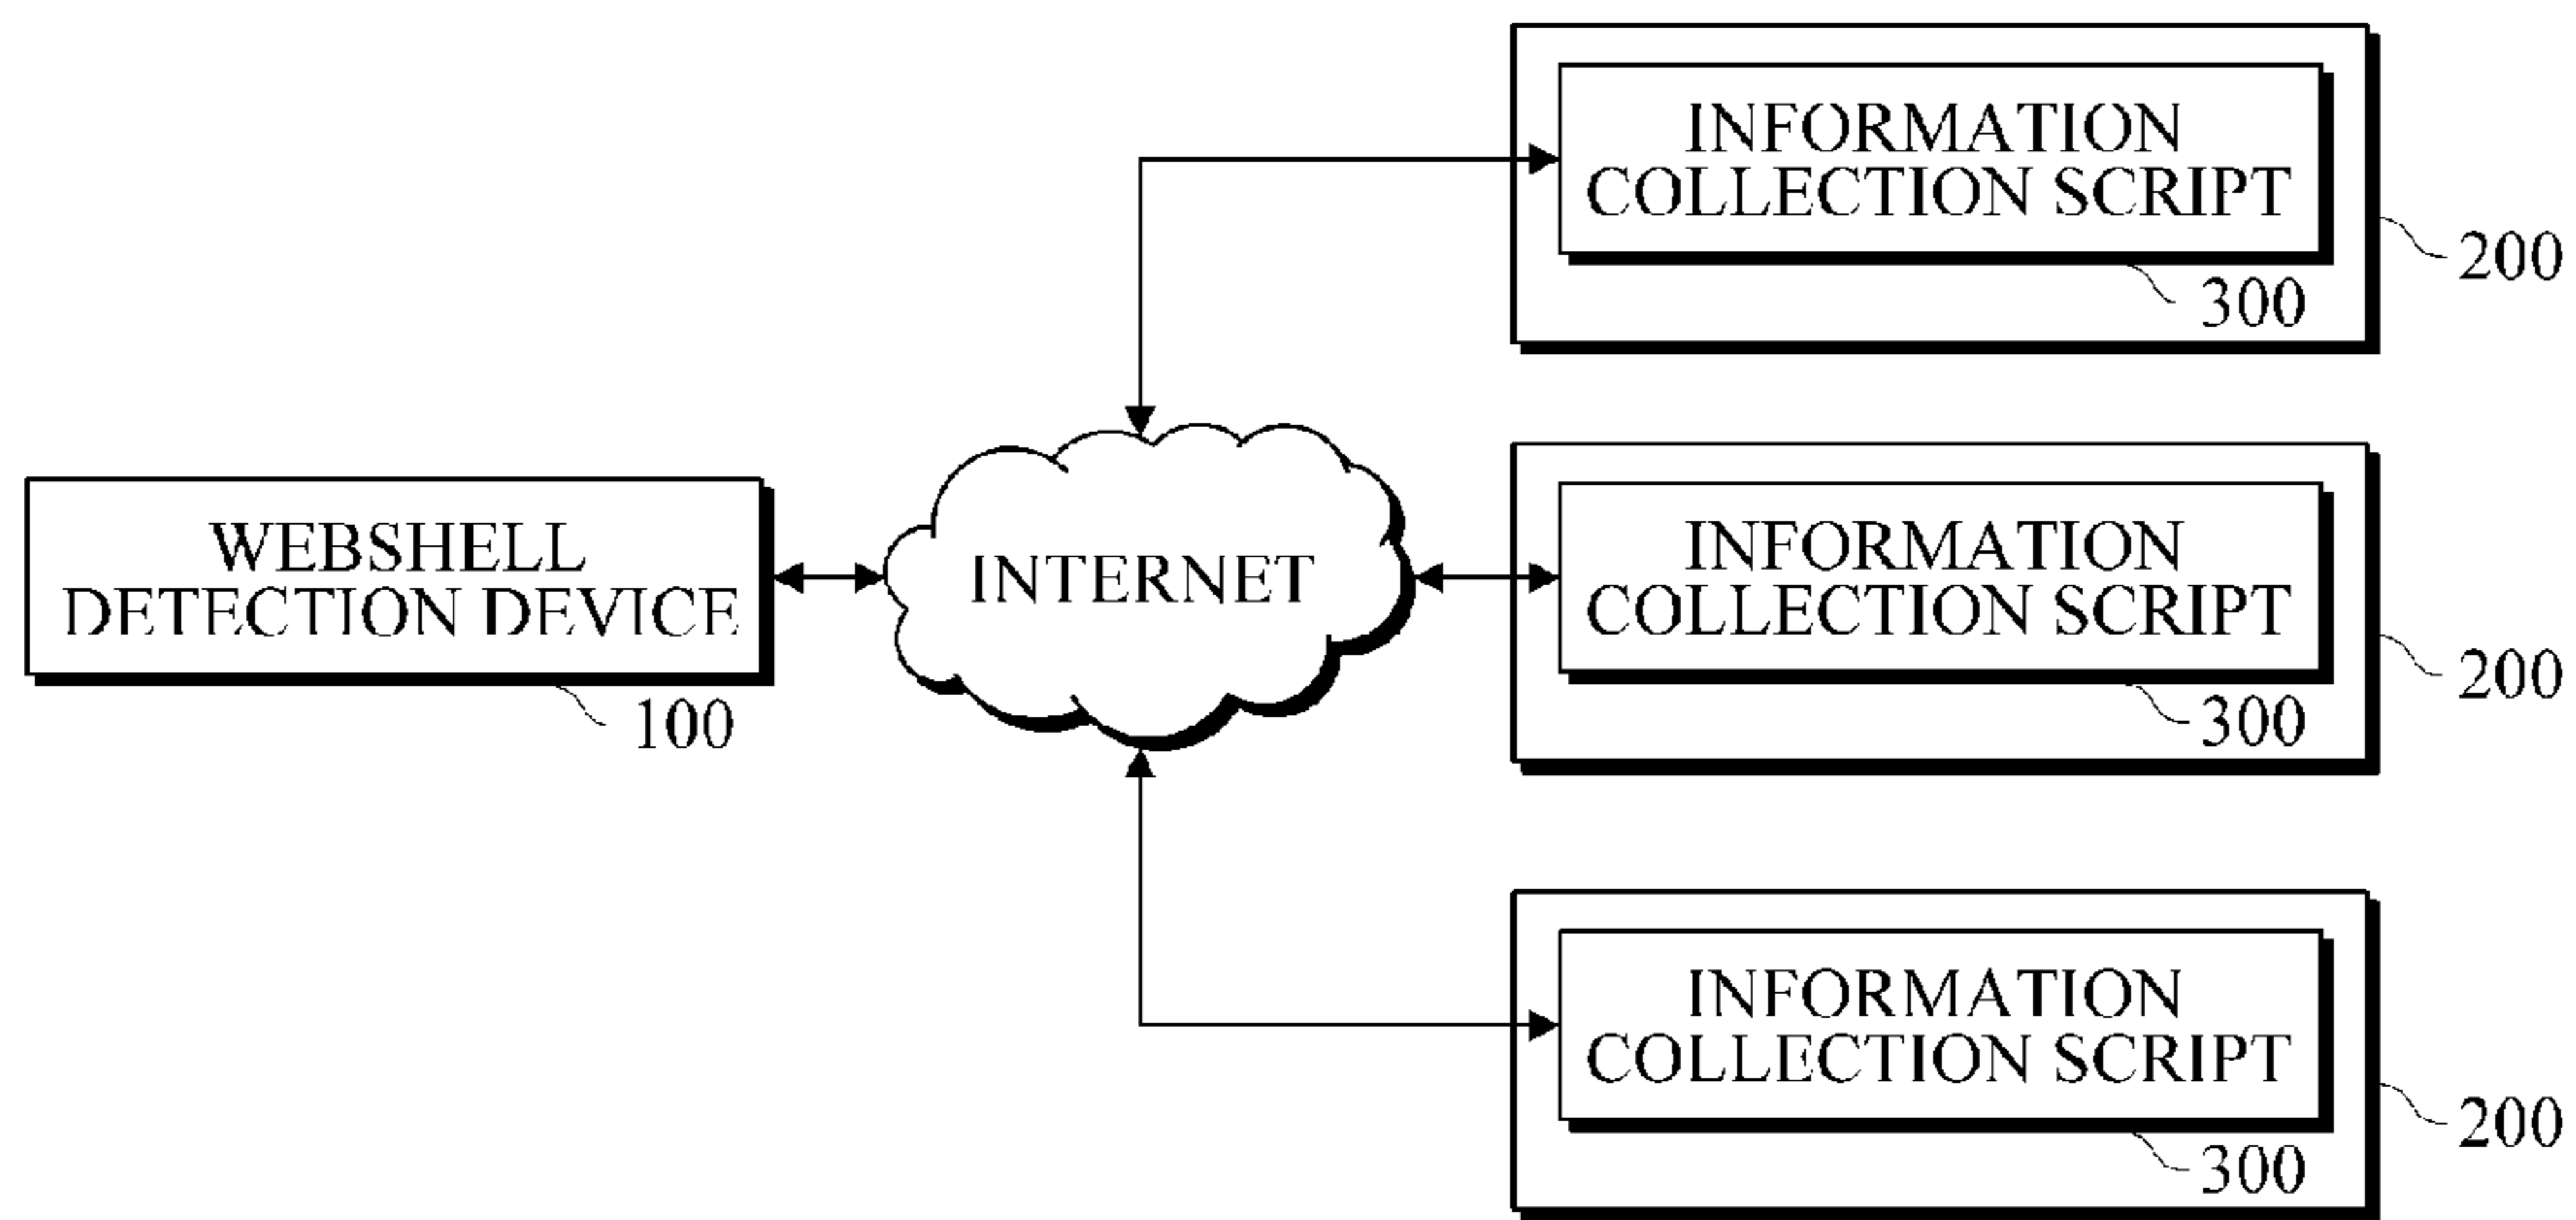 INFORMATION
COLLECTION SCRIPT
300
200
WEBSHELL
DETECTION DEVICE
100
INTERNET
INFORMATION
COLLECTION SCRIPT
300
200
INFORMATION
COLLECTION SCRIPT
300
200